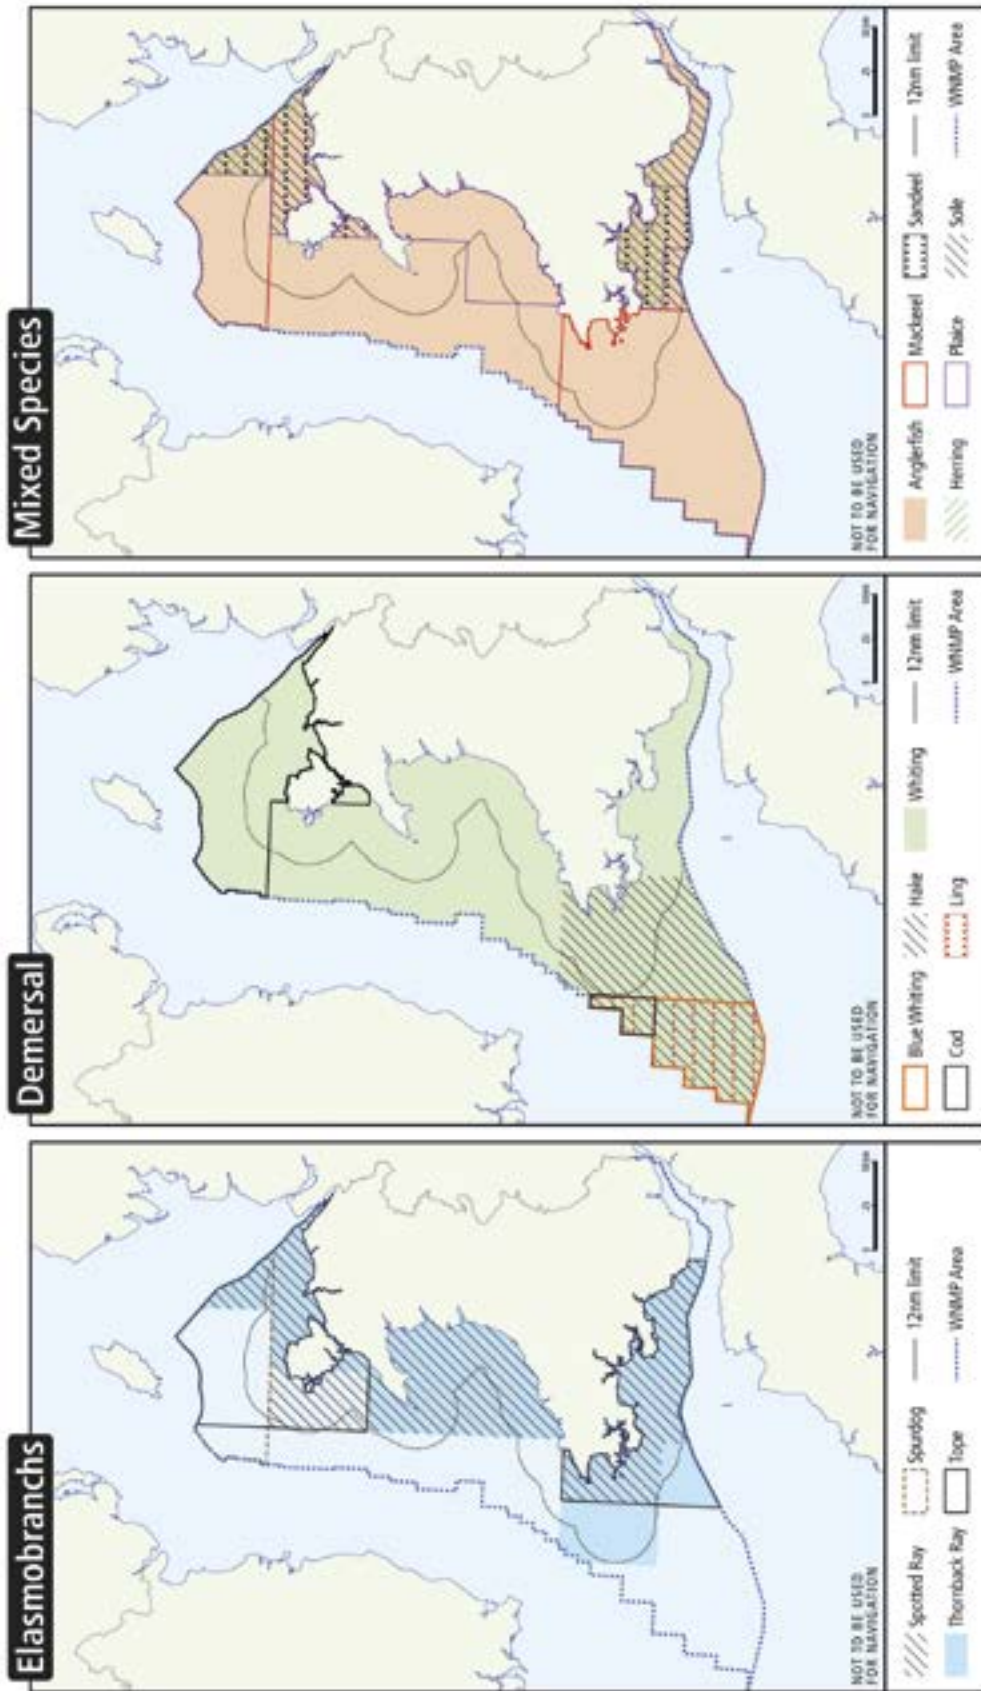 Elasmobranchs
NOT TO BE USED
FOR NAVIGATION
Spotted Ray
Spurdog
12nm limit
Thornback Ray
Tope
WNMP Area
Demersal
NOT TO BE USED
FOR NAVIGATION
Blue Whiting
Hake
Whiting
12nm limit
Cod
Ling
WNMP Area
Mixed Species
NOT TO BE USED
FOR NAVIGATION
Anglerfish
Mackerel
Sandeel
12nm limit
Herring
Plaice
Sole
WNMP Area